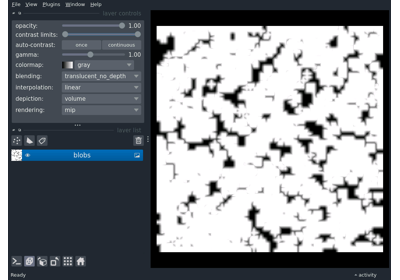 File View Plugins Window Help
layer controls
opacity: 1.00
contrast limits:
auto-contrast: once continuous
gamma: 1.00
colormap: gray
blending: translucent_no_depth
interpolation: linear
depiction: volume
rendering: mip
layer list
blobs
Ready activity